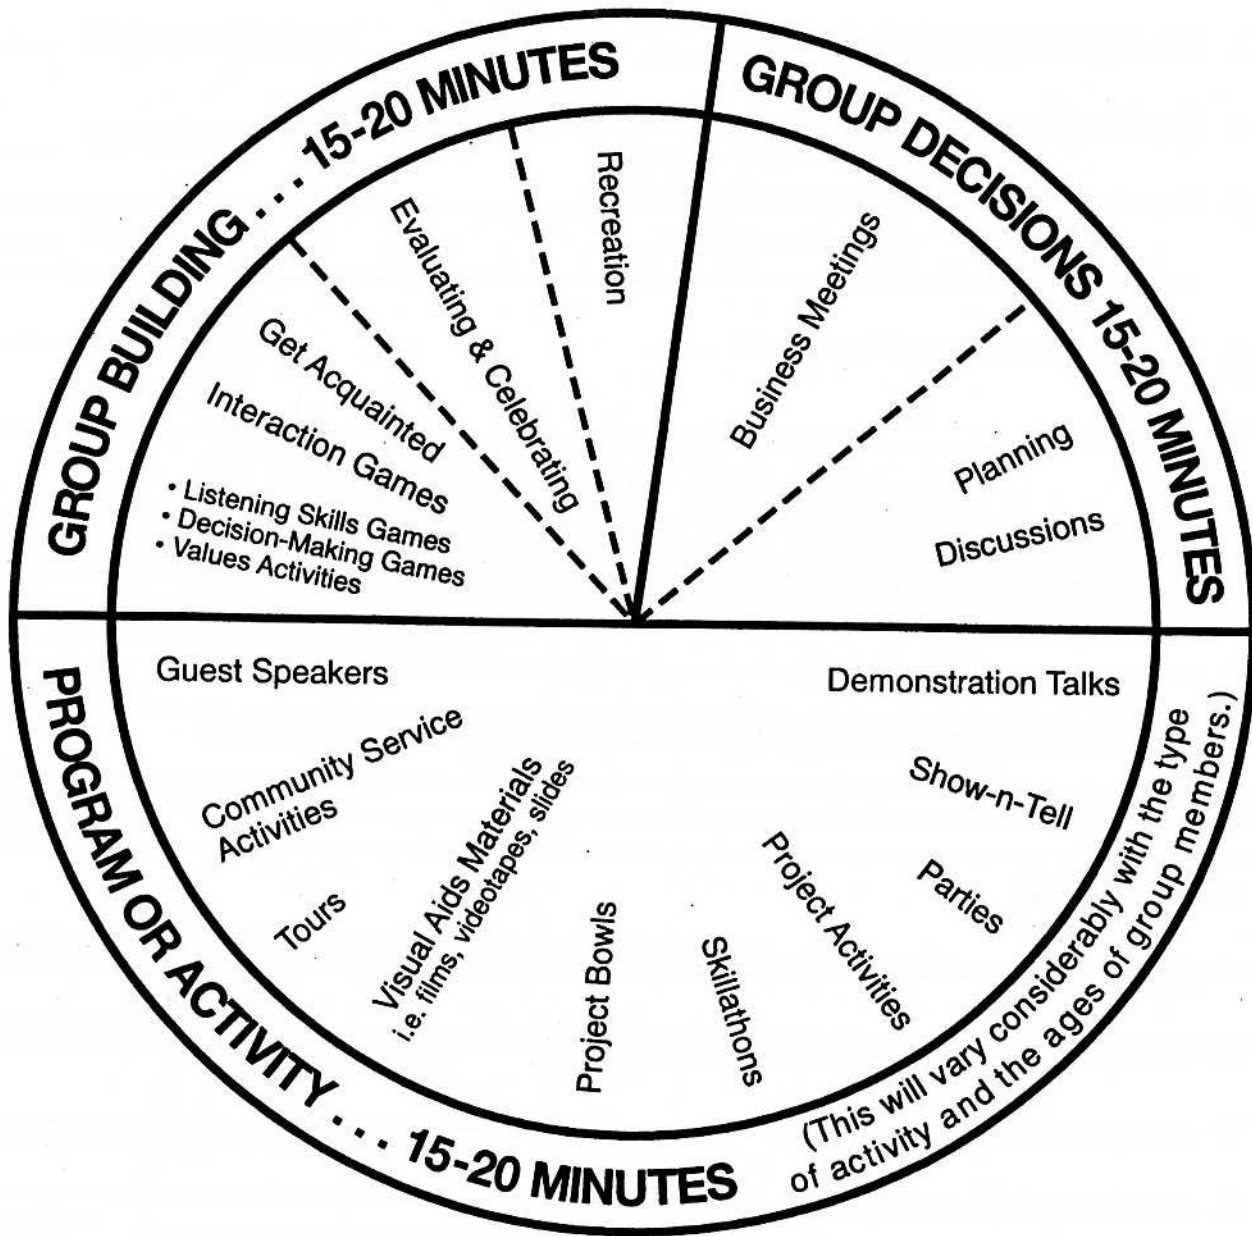 GROUP BUILDING . . . 15-20 MINUTES
GROUP DECISIONS 15-20 MINUTES
Recreation
Evaluating & Celebrating
Get Acquainted
Interaction Games
• Listening Skills Games
• Decision-Making Games
• Values Activities
Business Meetings
Planning
Discussions
Guest Speakers
Community Service
Activities
Tours
Visual Aids Materials
i.e. films, videotapes, slides
Project Bowls
Skillathons
Project Activities
Parties
Show-n-Tell
Demonstration Talks
PROGRAM OR ACTIVITY . . . 15-20 MINUTES
(This will vary considerably with the type
of activity and the ages of group members.)